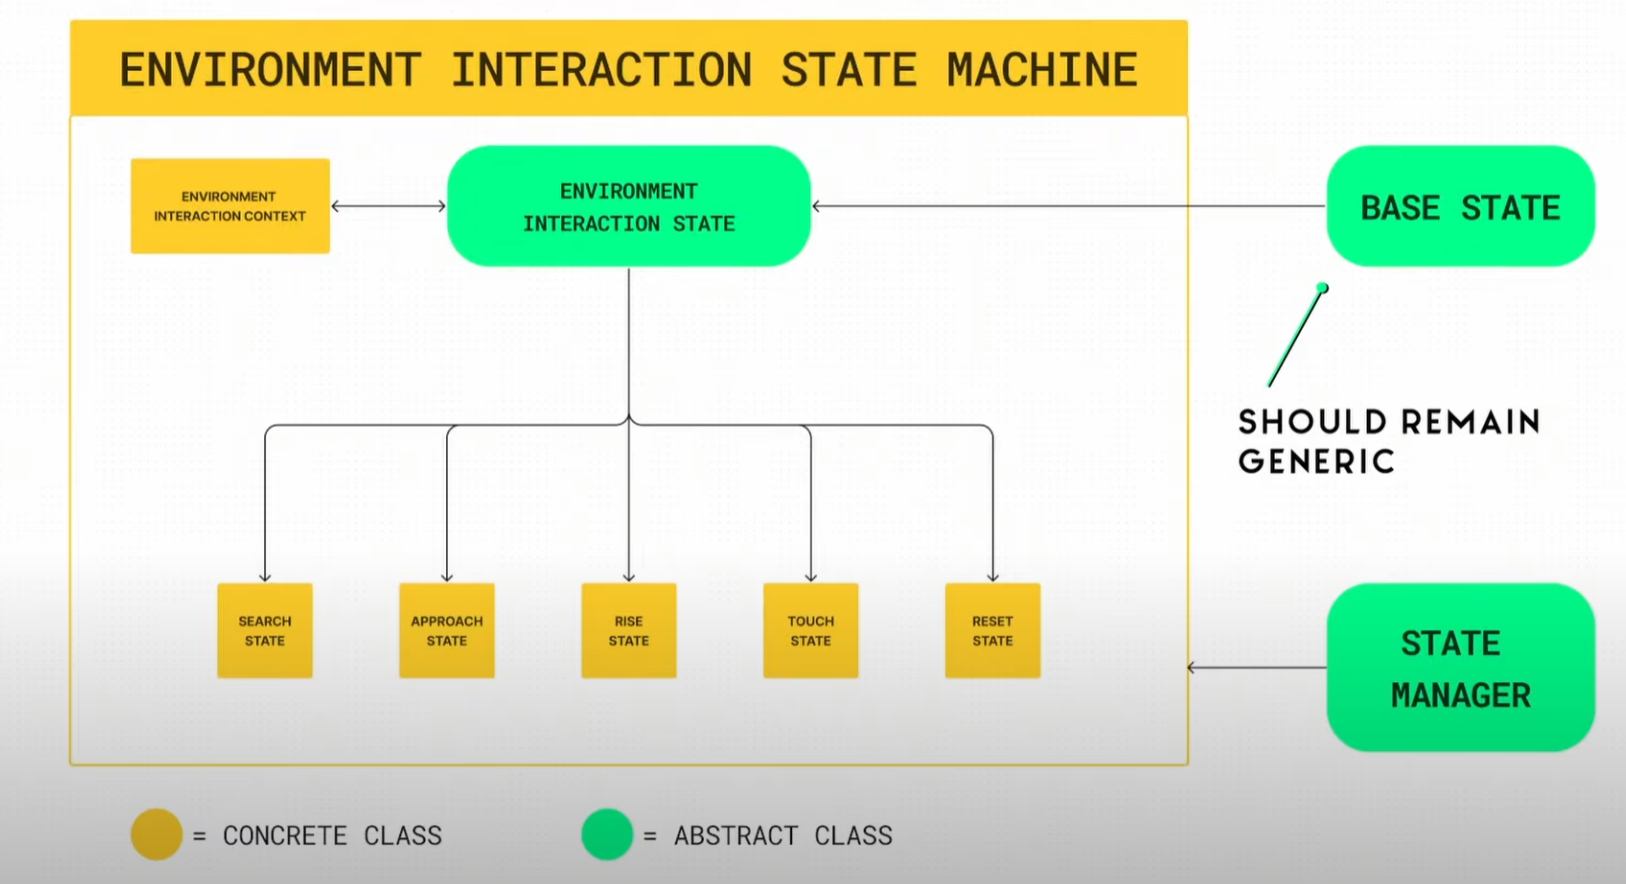 ENVIRONMENT INTERACTION STATE MACHINE
ENVIRONMENT
INTERACTION CONTEXT
ENVIRONMENT
INTERACTION STATE
BASE STATE
SHOULD REMAIN
GENERIC
SEARCH
STATE
APPROACH
STATE
RISE
STATE
TOUCH
STATE
RESET
STATE
STATE
MANAGER
= CONCRETE CLASS
= ABSTRACT CLASS